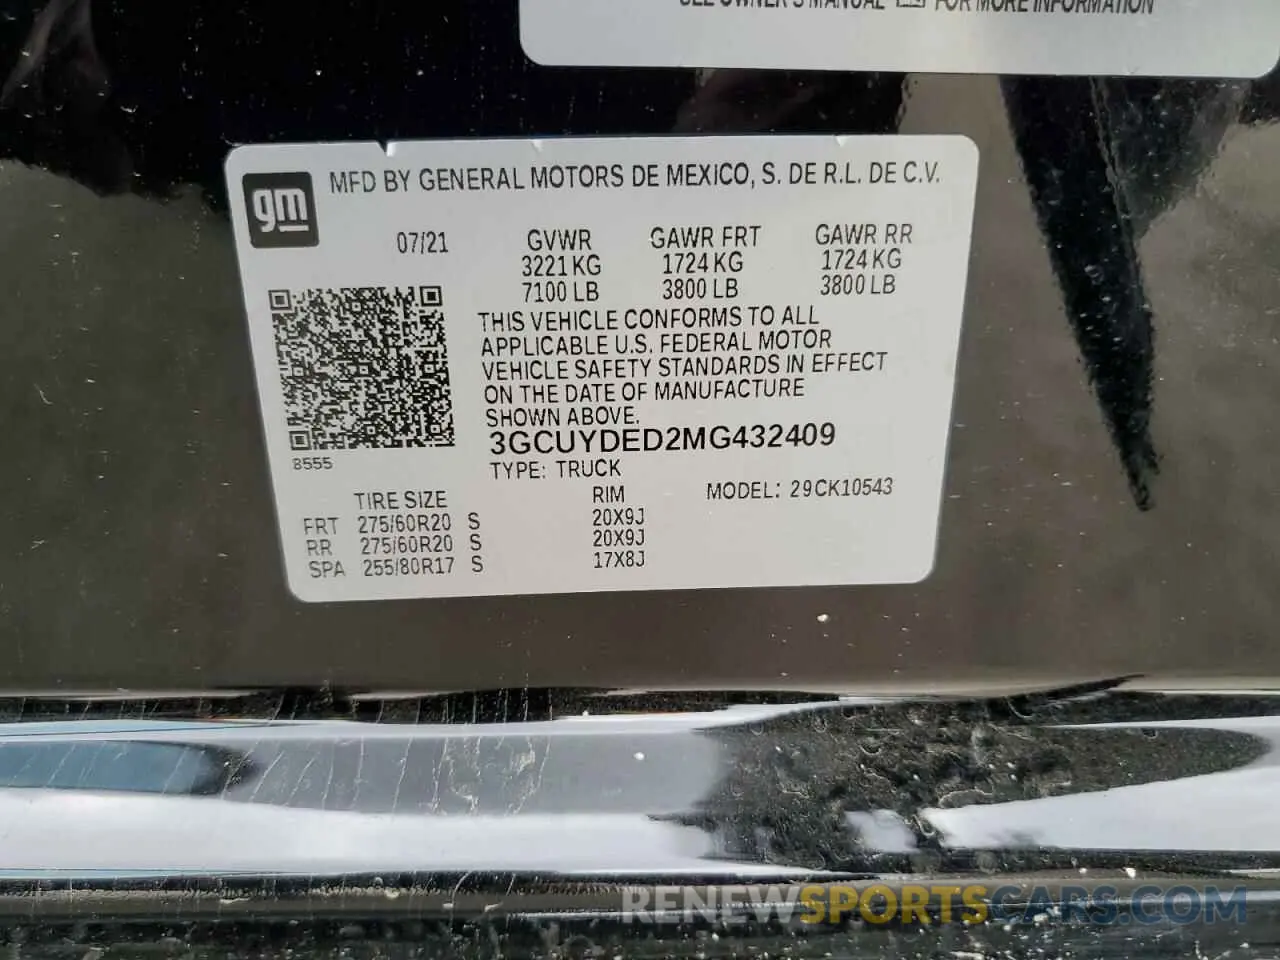 SEE OWNER'S MANUAL FOR MORE INFORMATION
gm
MFD BY GENERAL MOTORS DE MEXICO, S. DE R.L. DE C.V.
07/21 GVWR GAWR FRT GAWR RR
3221 KG 1724 KG 1724 KG
7100 LB 3800 LB 3800 LB
THIS VEHICLE CONFORMS TO ALL
APPLICABLE U.S. FEDERAL MOTOR
VEHICLE SAFETY STANDARDS IN EFFECT
ON THE DATE OF MANUFACTURE
SHOWN ABOVE.
3GCUYDED2MG432409
8555
TYPE: TRUCK
TIRE SIZE RIM MODEL: 29CK10543
FRT 275/60R20 S 20X9J
RR 275/60R20 S 20X9J
SPA 255/80R17 S 17X8J
RENEWSPORTSCARS.COM